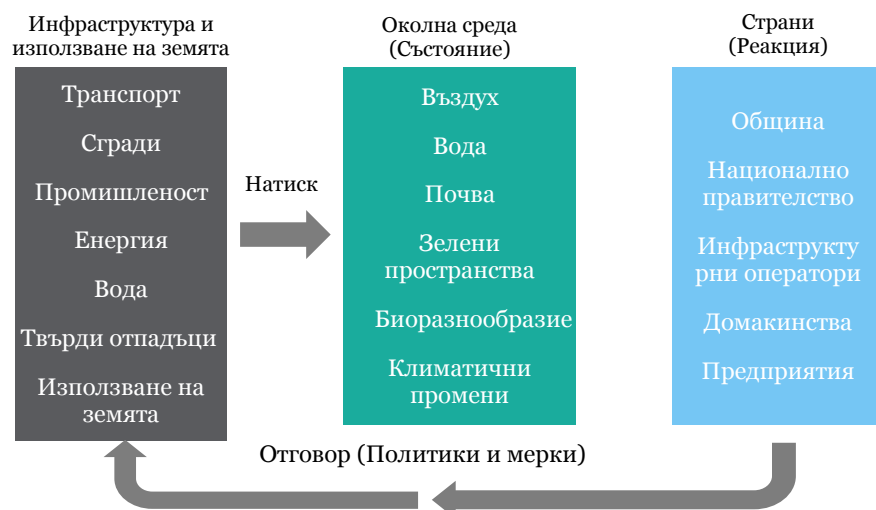 Инфраструктура и
използване на земята
Транспорт
Сгради
Промишленост
Енергия
Вода
Твърди отпадъци
Използване на
земята
Натиск
Околна среда
(Състояние)
Въздух
Вода
Почва
Зелени
пространства
Биоразнообразие
Климатични
промени
Страни
(Реакция)
Община
Национално
правителство
Инфраструкту
рни оператори
Домакинства
Предприятия
Отговор (Политики и мерки)